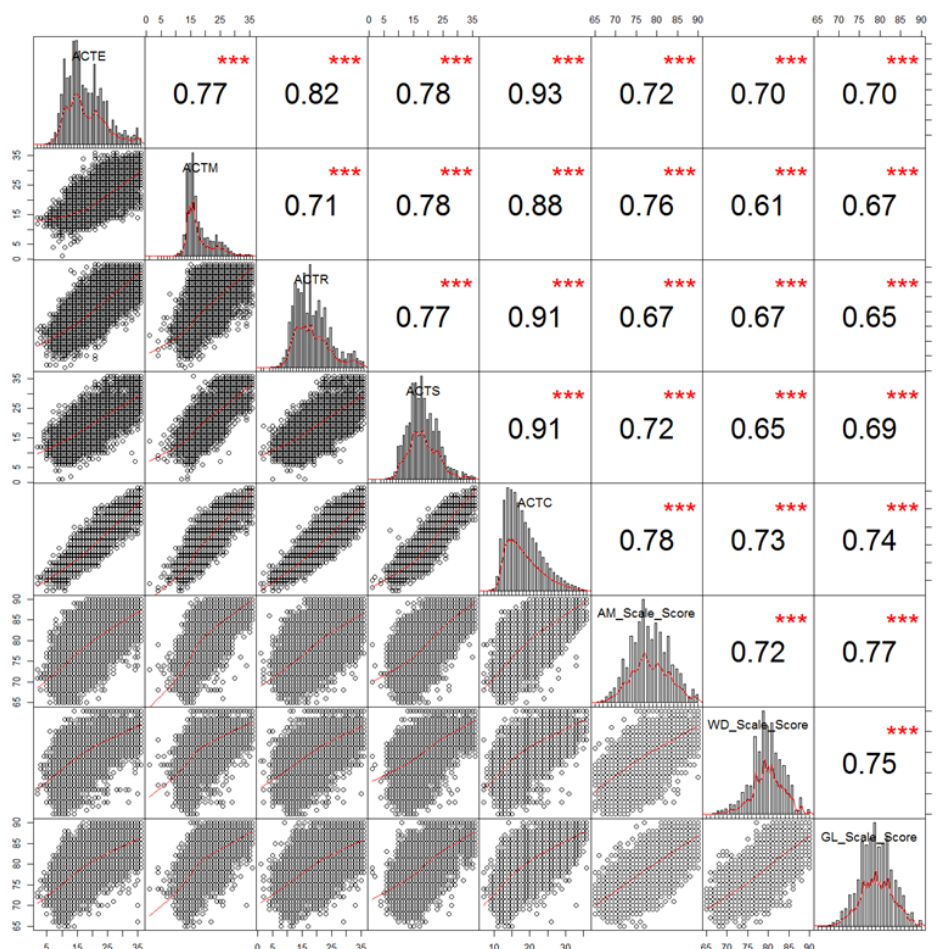 0 5 15 25 35 0 5 15 25 35 65 70 75 80 85 90
ACTE *** *** *** *** *** *** ***
0.77 0.82 0.78 0.93 0.72 0.70 0.70
35 25 15 5 0
ACTM *** *** *** *** *** ***
0.71 0.78 0.88 0.76 0.61 0.67
ACTR *** *** *** *** ***
0.77 0.91 0.67 0.67 0.65
35 25 15 5 0
ACTS *** *** *** ***
0.91 0.72 0.65 0.69
ACTC *** *** ***
0.78 0.73 0.74
90 85 80 75 70 65
AM_Scale_Score *** ***
0.72 0.77
WD_Scale_Score ***
0.75
90 85 80 75 70 65
GL_Scale_Score
5 15 25 35 0 5 15 25 35 10 20 30 65 70 75 80 85 90